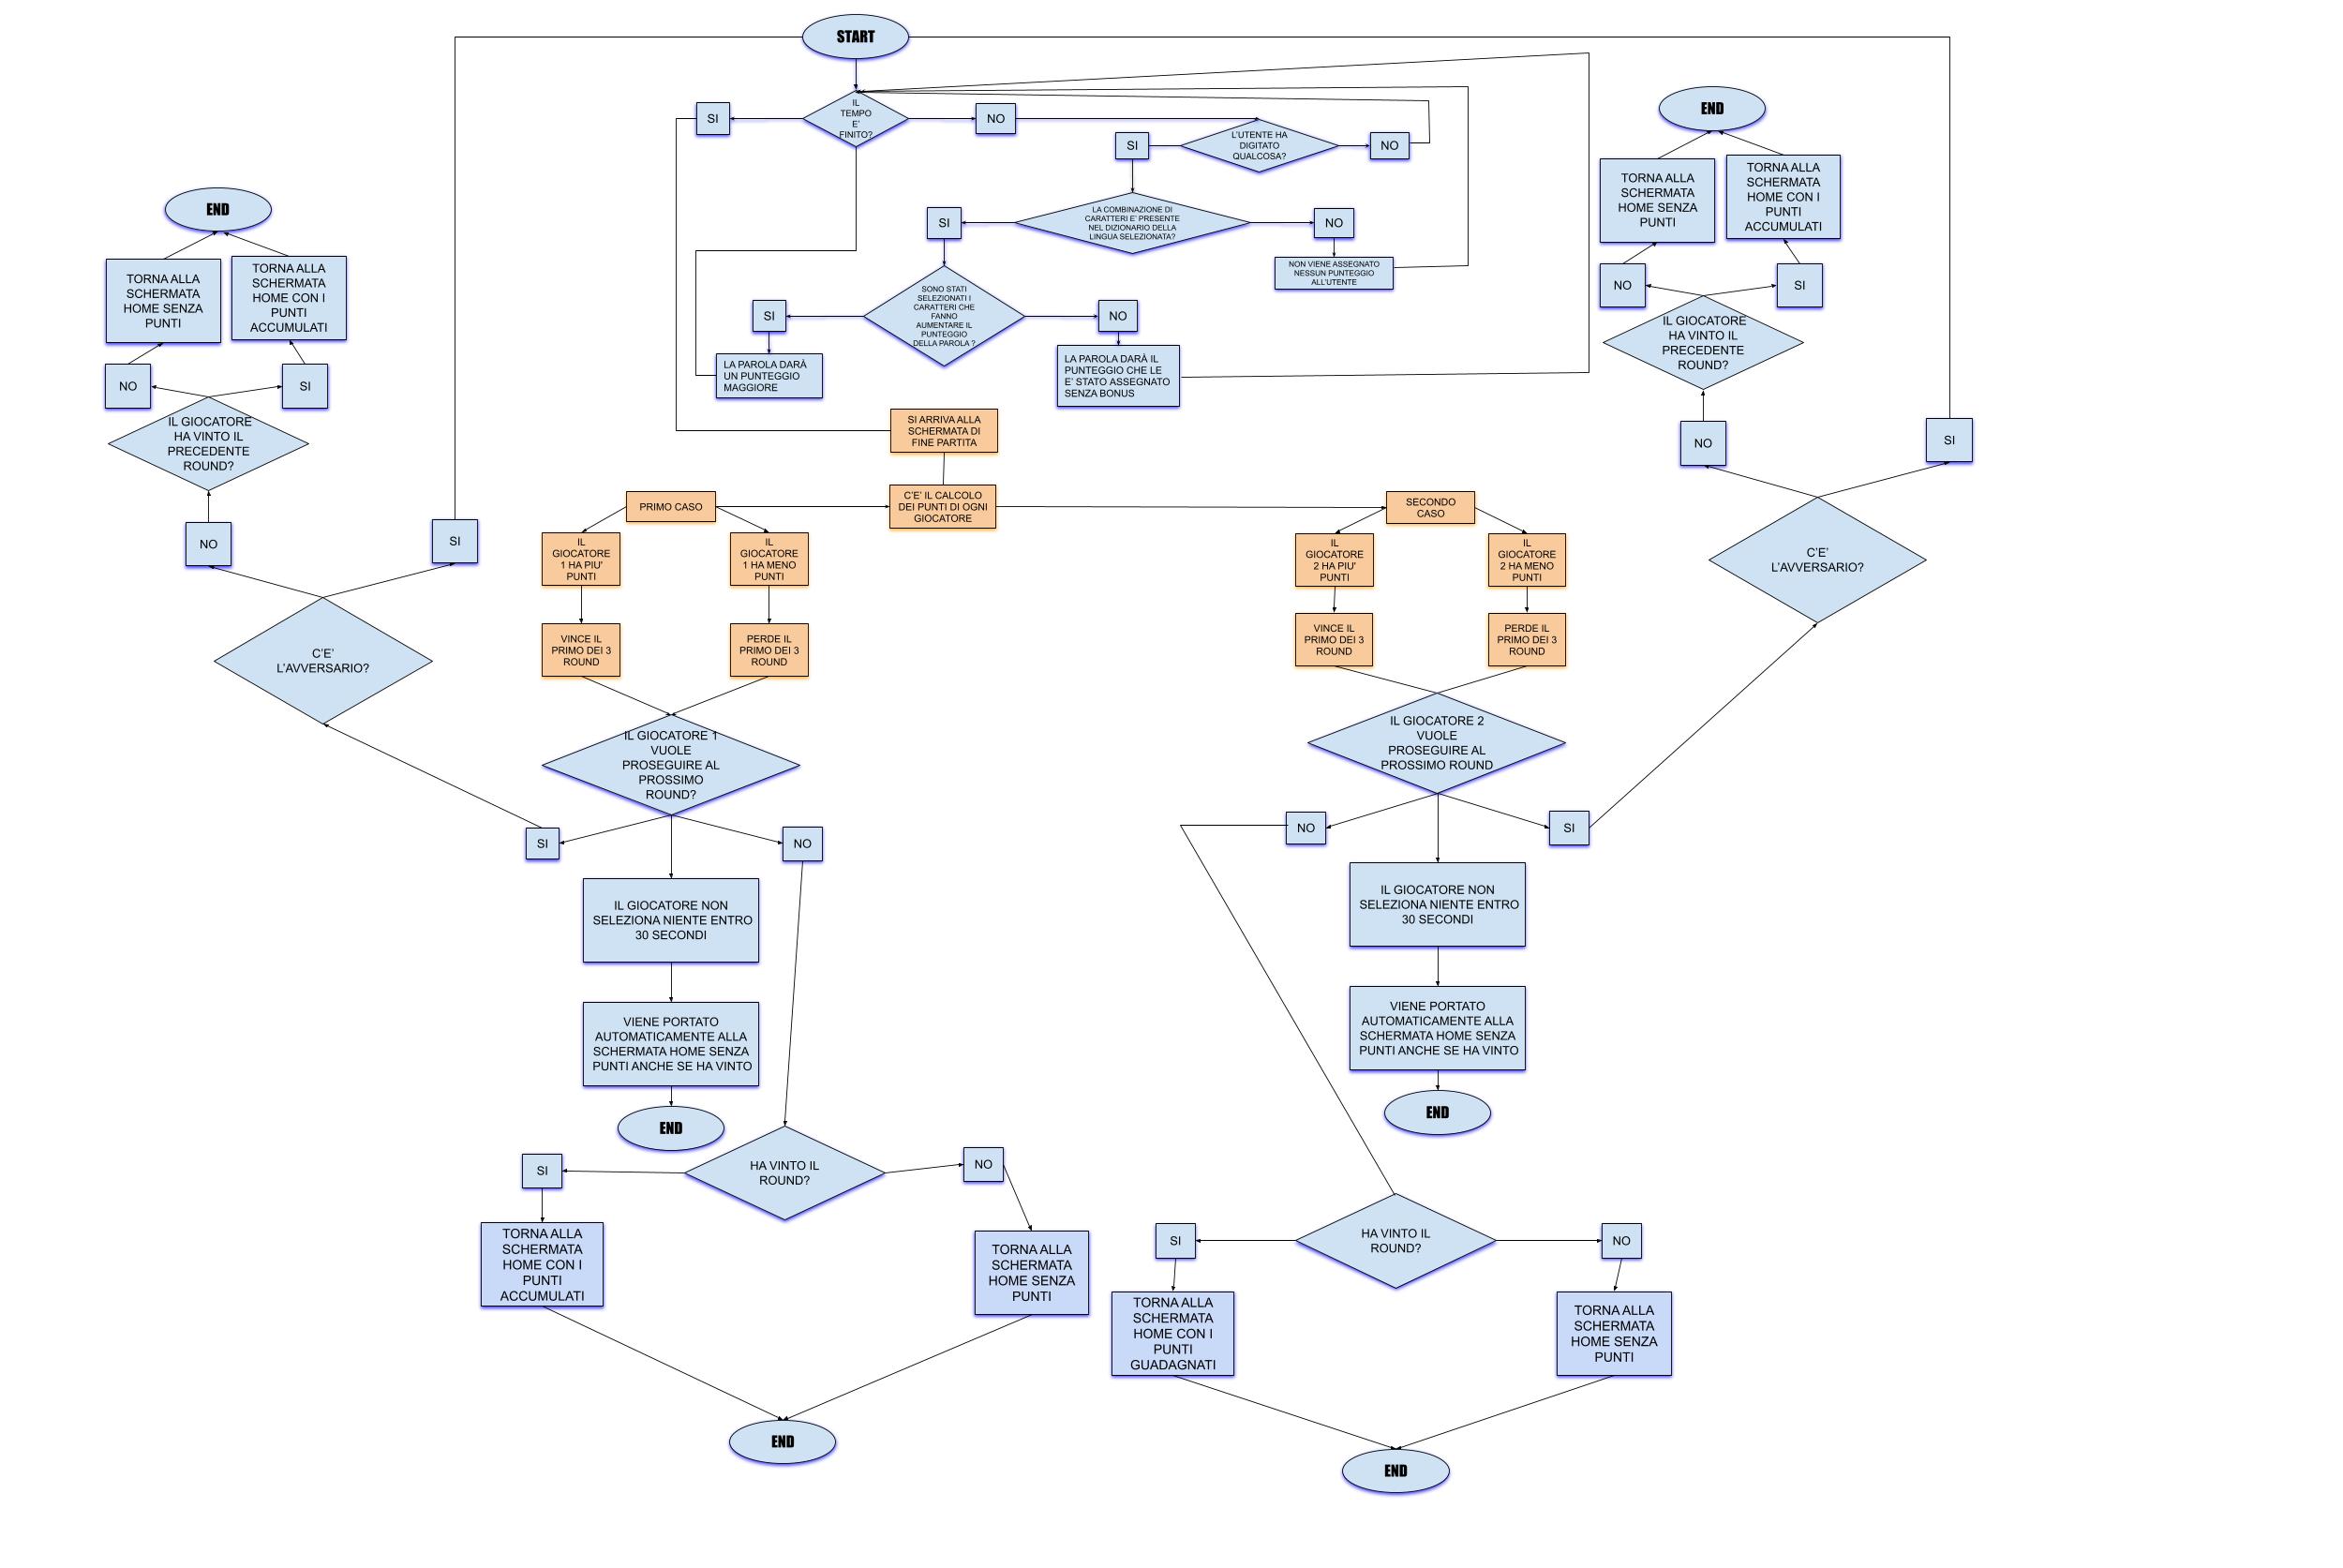 START
IL
TEMPO
E'
FINITO?
SI
NO
L'UTENTE HA
DIGITATO
QUALCOSA?
SI
NO
LA COMBINAZIONE DI
CARATTERI E' PRESENTE
NEL DIZIONARIO DELLA
LINGUA SELEZIONATA?
SI
NO
NON VIENE ASSEGNATO
NESSUN PUNTEGGIO
ALL'UTENTE
SONO STATI
SELEZIONATI I
CARATTERI CHE
FANNO
AUMENTARE IL
PUNTEGGIO
DELLA PAROLA ?
SI
NO
LA PAROLA DARÀ
UN PUNTEGGIO
MAGGIORE
LA PAROLA DARÀ IL
PUNTEGGIO CHE LE
E' STATO ASSEGNATO
SENZA BONUS
SI ARRIVA ALLA
SCHERMATA DI
FINE PARTITA
C'E' IL CALCOLO
DEI PUNTI DI OGNI
GIOCATORE
PRIMO CASO
SECONDO
CASO
IL
GIOCATORE
1 HA PIU'
PUNTI
IL
GIOCATORE
1 HA MENO
PUNTI
VINCE IL
PRIMO DEI 3
ROUND
PERDE IL
PRIMO DEI 3
ROUND
IL
GIOCATORE
2 HA PIU'
PUNTI
IL
GIOCATORE
2 HA MENO
PUNTI
VINCE IL
PRIMO DEI 3
ROUND
PERDE IL
PRIMO DEI 3
ROUND
END
TORNA ALLA
SCHERMATA
HOME SENZA
PUNTI
TORNA ALLA
SCHERMATA
HOME CON I
PUNTI
ACCUMULATI
NO
SI
IL GIOCATORE
HA VINTO IL
PRECEDENTE
ROUND?
NO
SI
C'E'
L'AVVERSARIO?
END
TORNA ALLA
SCHERMATA
HOME SENZA
PUNTI
TORNA ALLA
SCHERMATA
HOME CON I
PUNTI
ACCUMULATI
NO
SI
IL GIOCATORE
HA VINTO IL
PRECEDENTE
ROUND?
NO
SI
C'E'
L'AVVERSARIO?
IL GIOCATORE 1
VUOLE
PROSEGUIRE AL
PROSSIMO
ROUND?
SI
NO
IL GIOCATORE NON
SELEZIONA NIENTE ENTRO
30 SECONDI
VIENE PORTATO
AUTOMATICAMENTE ALLA
SCHERMATA HOME SENZA
PUNTI ANCHE SE HA VINTO
END
HA VINTO IL
ROUND?
SI
NO
TORNA ALLA
SCHERMATA
HOME CON I
PUNTI
ACCUMULATI
TORNA ALLA
SCHERMATA
HOME SENZA
PUNTI
END
IL GIOCATORE 2
VUOLE
PROSEGUIRE AL
PROSSIMO ROUND
NO
SI
IL GIOCATORE NON
SELEZIONA NIENTE ENTRO
30 SECONDI
VIENE PORTATO
AUTOMATICAMENTE ALLA
SCHERMATA HOME SENZA
PUNTI ANCHE SE HA VINTO
END
HA VINTO IL
ROUND?
SI
NO
TORNA ALLA
SCHERMATA
HOME CON I
PUNTI
GUADAGNATI
TORNA ALLA
SCHERMATA
HOME SENZA
PUNTI
END